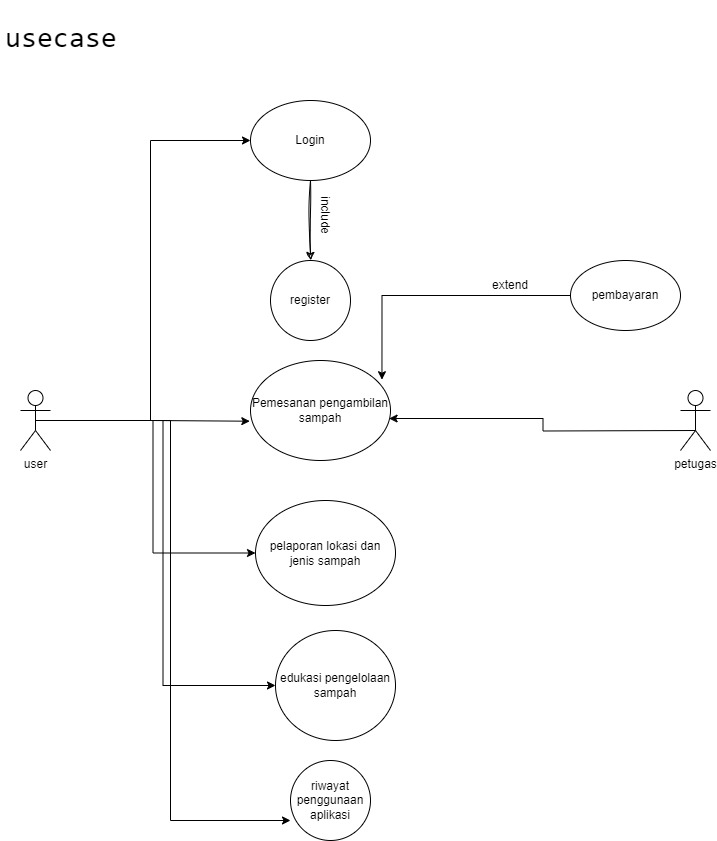 usecase
Login
include
register
extend
pembayaran
Pemesanan pengambilan
sampah
user
petugas
pelaporan lokasi dan
jenis sampah
edukasi pengelolaan
sampah
riwayat
penggunaan
aplikasi